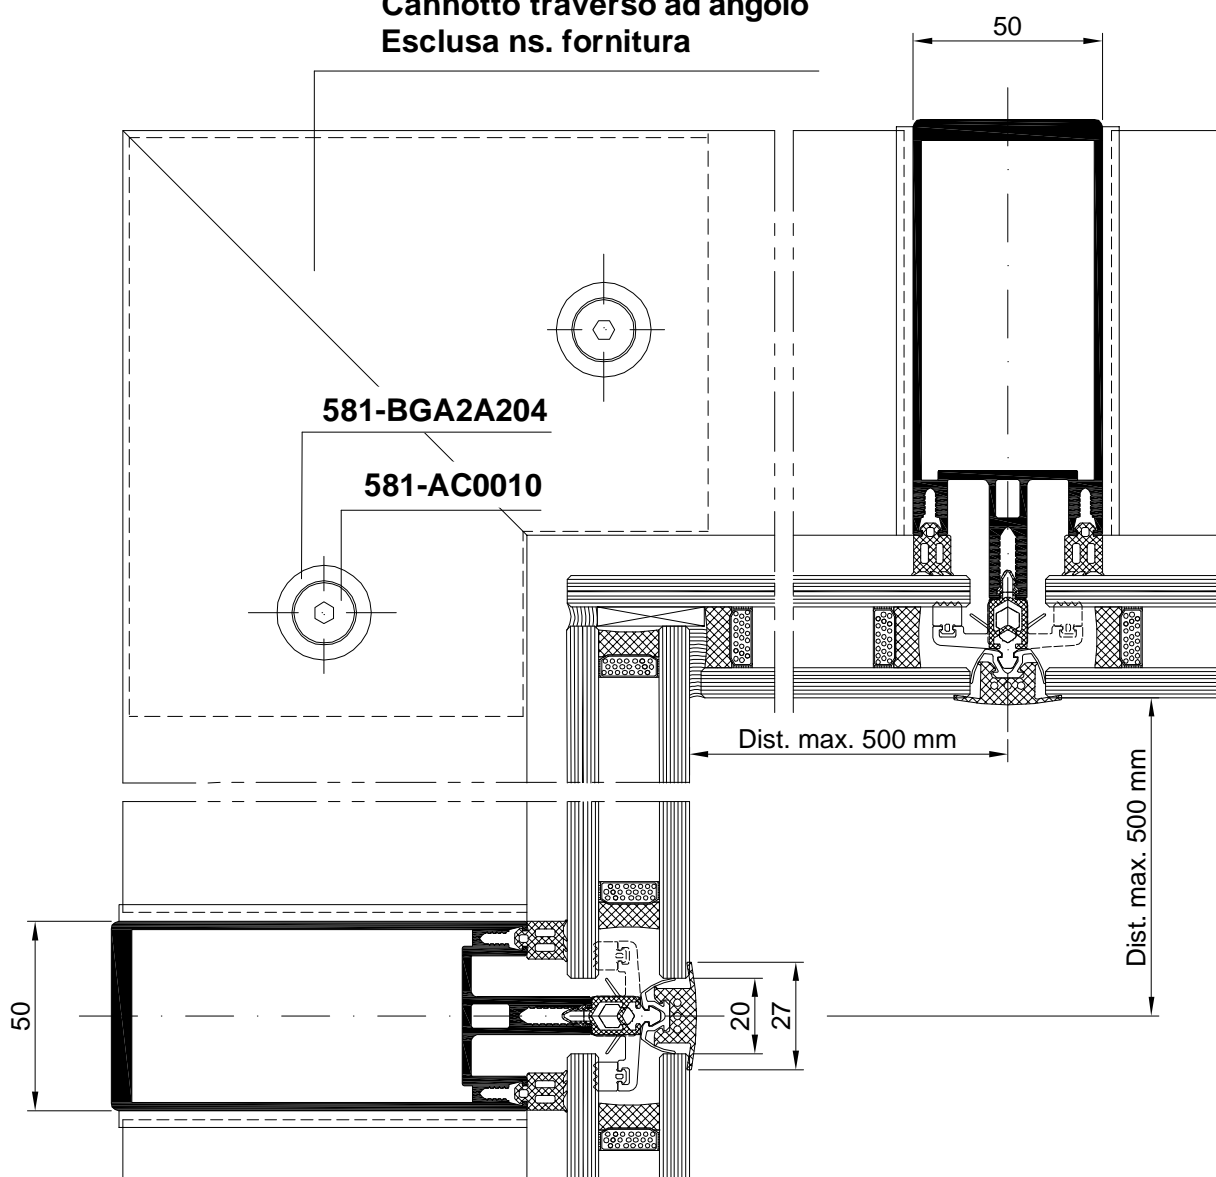 Cannotto traverso ad angolo
Esclusa ns. fornitura
50
581-BGA2A204
581-AC0010
Dist. max. 500 mm
Dist. max. 500 mm
50
20
27